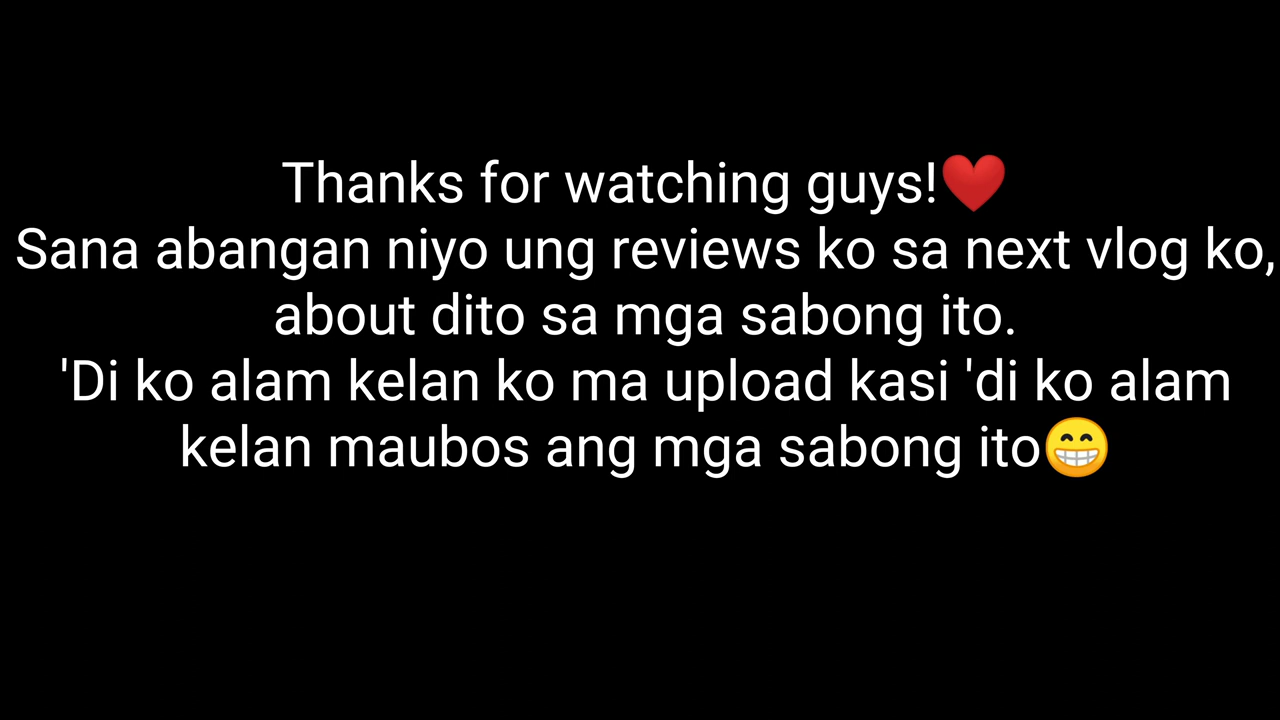 Thanks for watching guys!❤️
Sana abangan niyo ung reviews ko sa next vlog ko,
about dito sa mga sabong ito.
'Di ko alam kelan ko ma upload kasi 'di ko alam
kelan maubos ang mga sabong ito😁